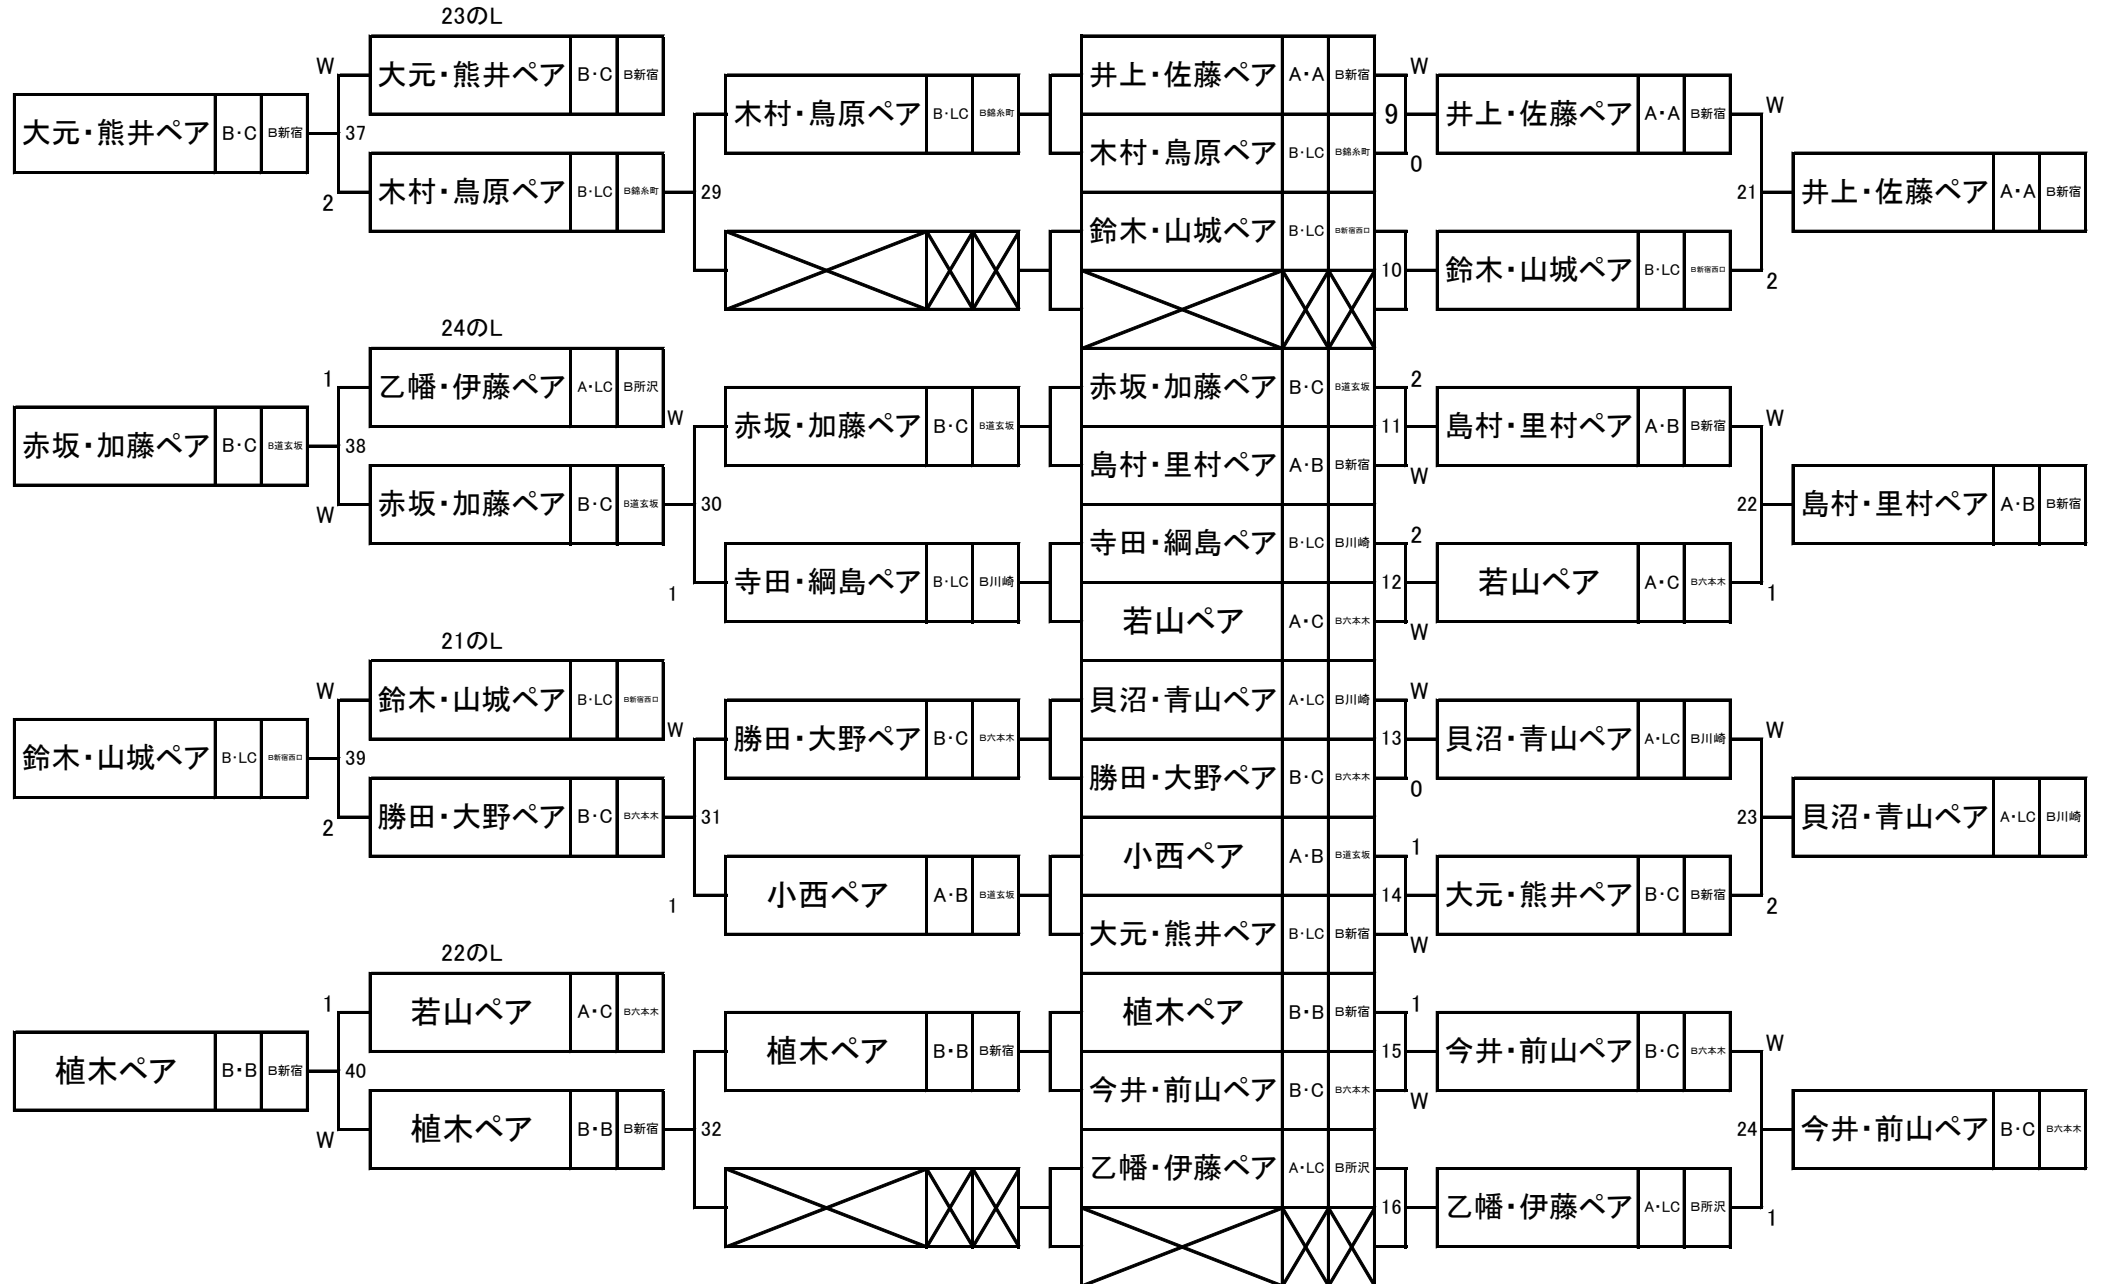 23のL
W 大元・熊井ペア B・C B新宿 井上・佐藤ペア A・A B新宿 W
大元・熊井ペア B・C B新宿 37 木村・鳥原ペア B・LC B錦糸町 9 井上・佐藤ペア A・A B新宿 W
2 木村・鳥原ペア B・LC B錦糸町 29 木村・鳥原ペア B・LC B錦糸町 0 21 井上・佐藤ペア A・A B新宿
鈴木・山城ペア B・LC B新宿西口
10 鈴木・山城ペア B・LC B新宿西口 2
24のL
1 乙幡・伊藤ペア A・LC B所沢 W 赤坂・加藤ペア B・C B道玄坂 2
赤坂・加藤ペア B・C B道玄坂 38 赤坂・加藤ペア B・C B道玄坂 11 島村・里村ペア A・B B新宿 W
島村・里村ペア A・B B新宿 W
W 赤坂・加藤ペア B・C B道玄坂 30 22 島村・里村ペア A・B B新宿
寺田・綱島ペア B・LC B川崎 2
1 寺田・綱島ペア B・LC B川崎 12 若山ペア A・C B六本木 1
若山ペア A・C B六本木 W
21のL
W 鈴木・山城ペア B・LC B新宿西口 W 貝沼・青山ペア A・LC B川崎 W
鈴木・山城ペア B・LC B新宿西口 39 勝田・大野ペア B・C B六本木 13 貝沼・青山ペア A・LC B川崎 W
勝田・大野ペア B・C B六本木 0
2 勝田・大野ペア B・C B六本木 31 23 貝沼・青山ペア A・LC B川崎
小西ペア A・B B道玄坂 1
1 小西ペア A・B B道玄坂 14 大元・熊井ペア B・C B新宿 2
大元・熊井ペア B・LC B新宿 W
22のL
1 若山ペア A・C B六本木 植木ペア B・B B新宿 1
植木ペア B・B B新宿 40 植木ペア B・B B新宿 15 今井・前山ペア B・C B六本木 W
今井・前山ペア B・C B六本木 W
W 植木ペア B・B B新宿 32 24 今井・前山ペア B・C B六本木
乙幡・伊藤ペア A・LC B所沢
16 乙幡・伊藤ペア A・LC B所沢 1